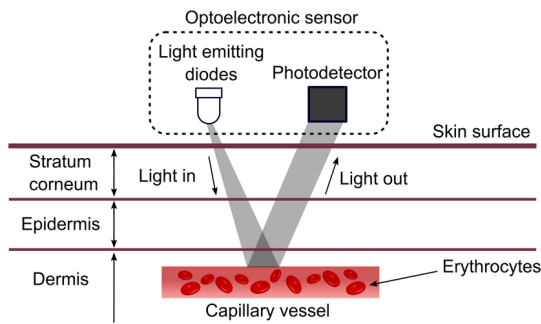 Optoelectronic sensor
Light emitting
diodes
Photodetector
Skin surface
Stratum
corneum
Light in
Light out
Epidermis
Dermis
Erythrocytes
Capillary vessel